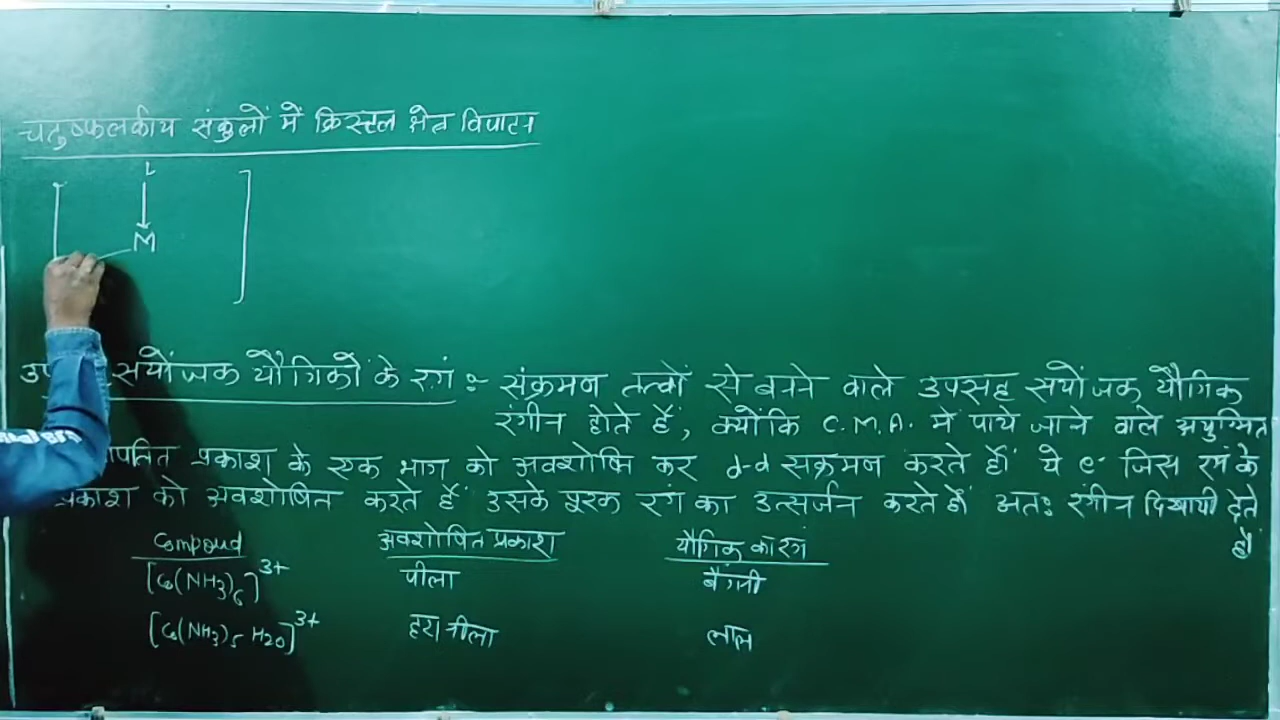 चतुष्फलकीय संकुलों में क्रिस्टल क्षेत्र विपाटन
L
M
सयोंजक यौगिकों के रंग :- संक्रमण तत्वों से बनने वाले उपसह सयोंजक यौगिक
रंगीन होते हैं, क्योंकि C.M.A. में पाये जाने वाले अयुग्मित
प्रकाश के एक भाग को अवशोषित कर d-d सक्रमण करते हैं। ये e⁻ जिस रंग के
प्रकाश को अवशोषित करते हैं उसके पूरक रंग का उत्सर्जन करते हैं अतः रंगीन दिखायी देते
हैं
Compoud अवशोषित प्रकाश यौगिक का रंग
[Co(NH3)6]3+ पीला बैंगनी
[Co(NH3)5 H2O]3+ हरा नीला लाल